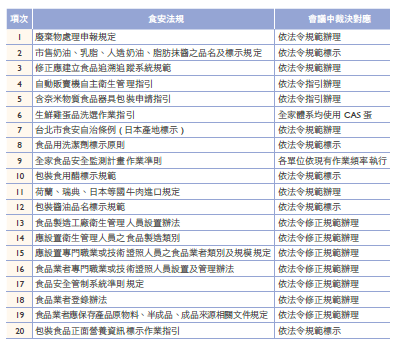 項次 食安法規 會議中裁決對應
1 廢棄物處理申報規定 依法令規範辦理
2 市售奶油、乳脂、人造奶油、脂肪抹醬之品名及標示規定 依法令規範標示
3 修正應建立食品追溯追蹤系統規範 依法令規範辦理
4 自動販賣機自主衛生管理指引 依法令指引辦理
5 含奈米物質食品器具包裝申請指引 依法令指引辦理
6 生鮮雞蛋品洗選作業指引 全家體系均使用 CAS 蛋
7 台北市食安自治條例 ( 日本產地標示 ) 依法令規範辦理
8 食品用洗潔劑標示原則 依法令規範標示
9 全家食品安全監測計畫作業準則 各單位依現有作業頻率執行
10 包裝食用醋標示規範 依法令規範標示
11 荷蘭、瑞典、日本等國牛肉進口規定 依法令規範辦理
12 包裝醬油品名標示規範 依法令規範標示
13 食品製造工廠衛生管理人員設置辦法 依法令修正規範辦理
14 應設置衛生管理人員之食品製造類別 依法令修正規範辦理
15 應設置專門職業或技術證照人員之食品業者類別及規模規定 依法令修正規範辦理
16 食品業者專門職業或技術證照人員設置及管理辦法 依法令修正規範辦理
17 食品安全管制系統準則規定 依法令修正規範辦理
18 食品業者登錄辦法 依法令修正規範辦理
19 食品業者應保存產品原物料、半成品、成品來源相關文件規定 依法令修正規範辦理
20 包裝食品正面營養資訊標示作業指引 依法令規範標示